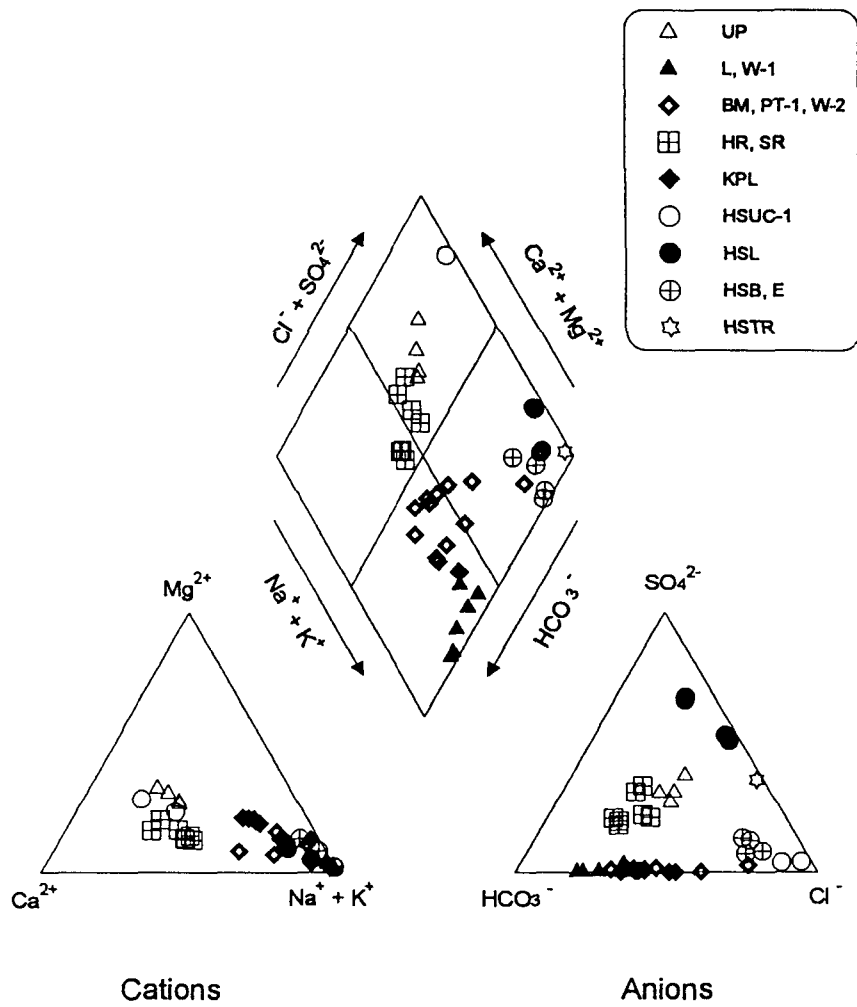 UP
L, W-1
BM, PT-1, W-2
HR, SR
KPL
HSUC-1
HSL
HSB, E
HSTR
Cl⁻ + SO₄²⁻
Ca²⁺ + Mg²⁺
Na⁺ + K⁺
HCO₃⁻
Mg²⁺
SO₄²⁻
Ca²⁺
Na⁺ + K⁺
HCO₃⁻
Cl⁻
Cations
Anions